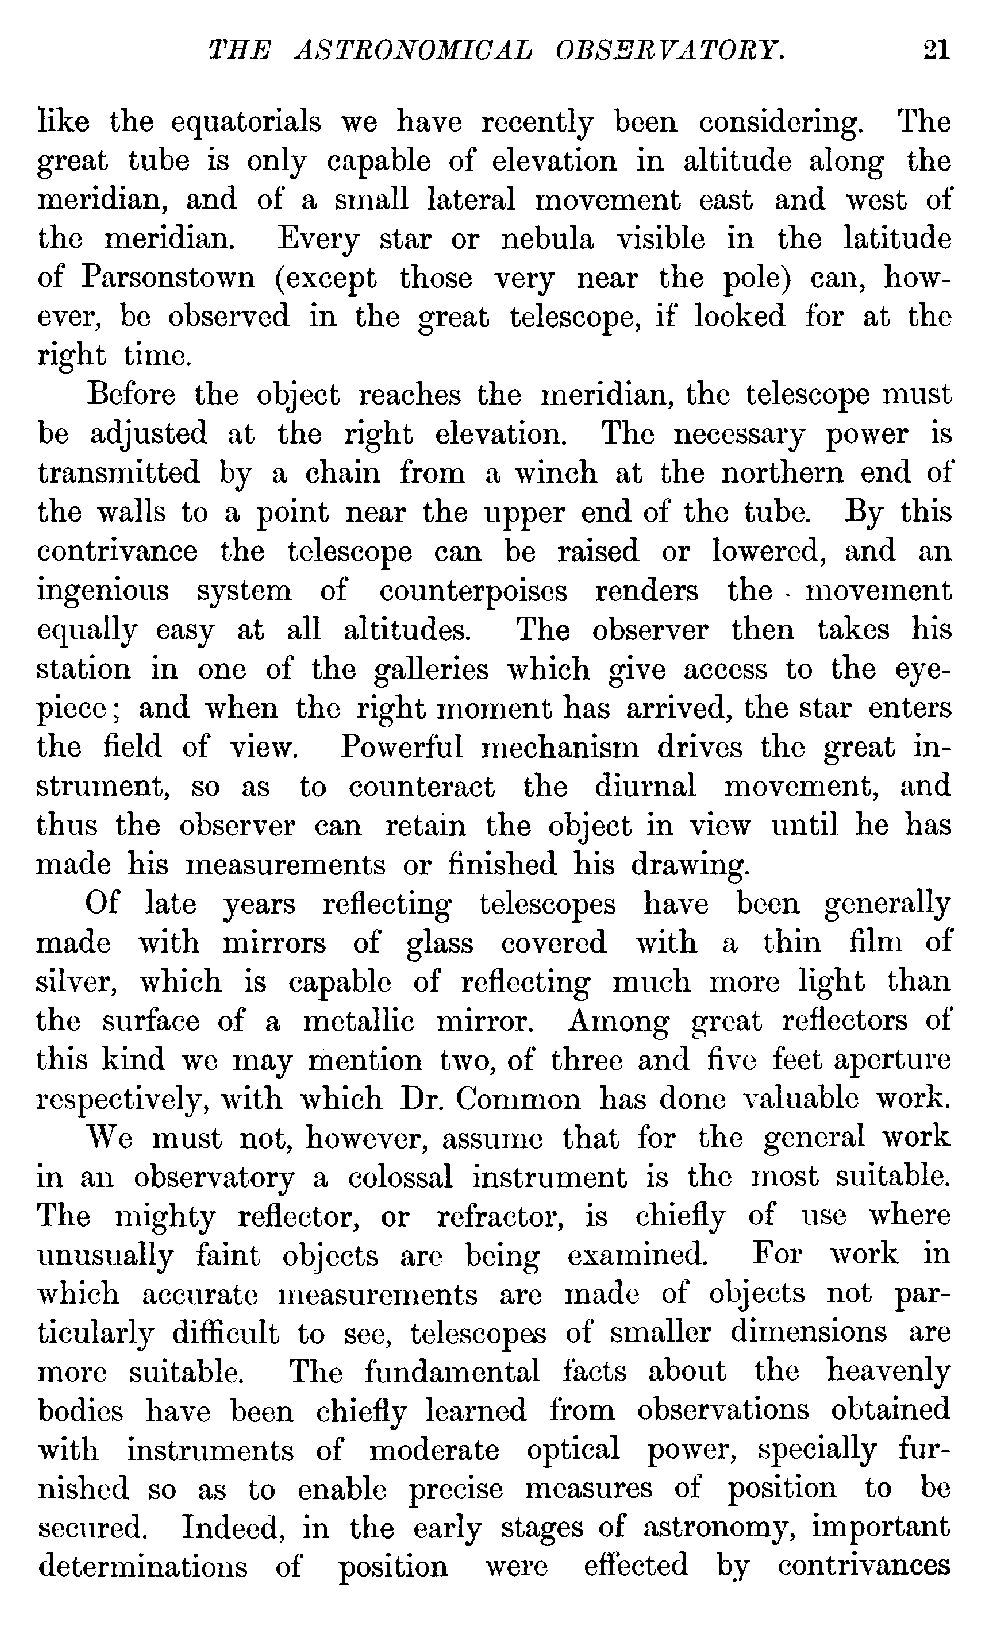 THE ASTRONOMICAL OBSERVATORY. 21
like the equatorials we have recently been considering. The
great tube is only capable of elevation in altitude along the
meridian, and of a small lateral movement east and west of
the meridian. Every star or nebula visible in the latitude
of Parsonstown (except those very near the pole) can, how-
ever, be observed in the great telescope, if looked for at the
right time.
Before the object reaches the meridian, the telescope must
be adjusted at the right elevation. The necessary power is
transmitted by a chain from a winch at the northern end of
the walls to a point near the upper end of the tube. By this
contrivance the telescope can be raised or lowered, and an
ingenious system of counterpoises renders the movement
equally easy at all altitudes. The observer then takes his
station in one of the galleries which give access to the eye-
piece; and when the right moment has arrived, the star enters
the field of view. Powerful mechanism drives the great in-
strument, so as to counteract the diurnal movement, and
thus the observer can retain the object in view until he has
made his measurements or finished his drawing.
Of late years reflecting telescopes have been generally
made with mirrors of glass covered with a thin film of
silver, which is capable of reflecting much more light than
the surface of a metallic mirror. Among great reflectors of
this kind we may mention two, of three and five feet aperture
respectively, with which Dr. Common has done valuable work.
We must not, however, assume that for the general work
in an observatory a colossal instrument is the most suitable.
The mighty reflector, or refractor, is chiefly of use where
unusually faint objects are being examined. For work in
which accurate measurements are made of objects not par-
ticularly difficult to see, telescopes of smaller dimensions are
more suitable. The fundamental facts about the heavenly
bodies have been chiefly learned from observations obtained
with instruments of moderate optical power, specially fur-
nished so as to enable precise measures of position to be
secured. Indeed, in the early stages of astronomy, important
determinations of position were effected by contrivances